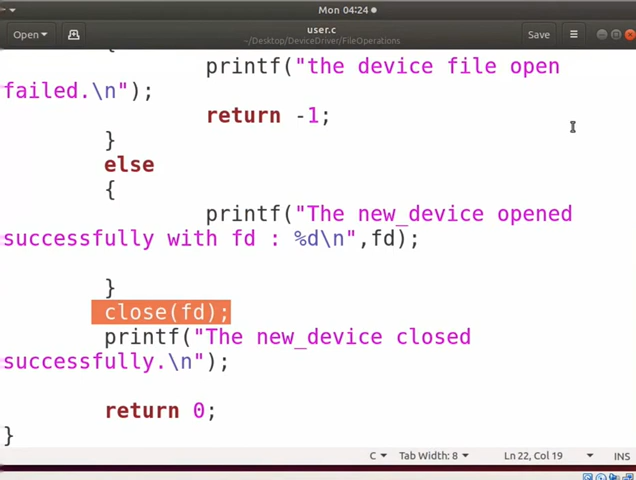 Mon 04:24
Open
user.c
~/Desktop/DeviceDriver/FileOperations
Save
{
printf("the device file open
failed.\n");
return -1;
}
else
{
printf("The new_device opened
successfully with fd : %d\n",fd);
}
close(fd);
printf("The new_device closed
successfully.\n");
return 0;
}
C
Tab Width: 8
Ln 22, Col 19
INS